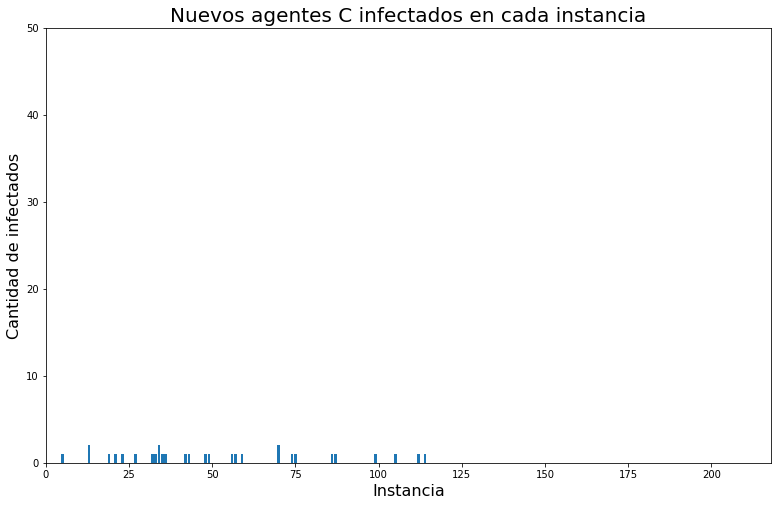 Nuevos agentes C infectados en cada instancia
50
40
30
20
10
0
Cantidad de infectados
0 25 50 75 100 125 150 175 200
Instancia